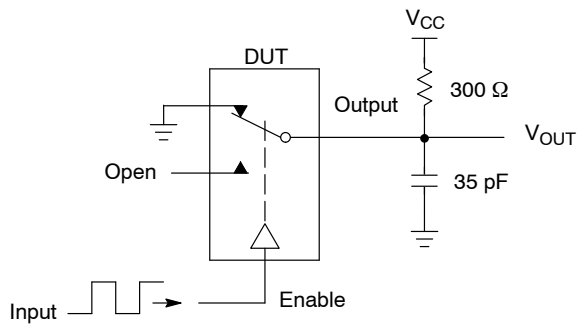 V_CC
DUT
300 Ω
Output
V_OUT
Open
35 pF
Enable
Input